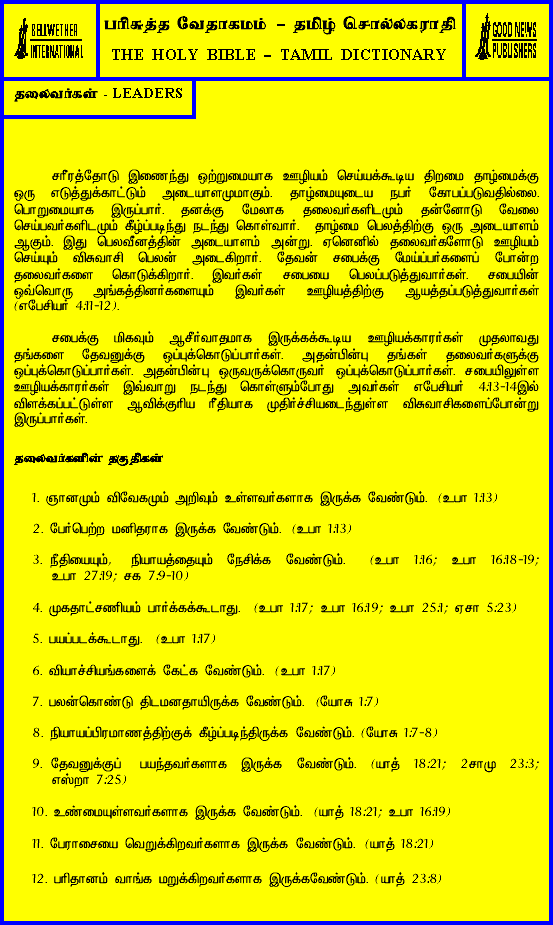 BELLWETHER
INTERNATIONAL
பரிசுத்த வேதாகமம் – தமிழ் சொல்லகராதி
THE HOLY BIBLE – TAMIL DICTIONARY
GOOD NEWS
PUBLISHERS
தலைவர்கள் - LEADERS
சரீரத்தோடு இணைந்து ஒற்றுமையாக ஊழியம் செய்யக்கூடிய திறமை தாழ்மைக்கு
ஒரு எடுத்துக்காட்டும் அடையாளமுமாகும். தாழ்மையுடைய நபர் கோபப்படுவதில்லை.
பொறுமையாக இருப்பார். தனக்கு மேலாக தலைவர்களிடமும் தன்னோடு வேலை
செய்பவர்களிடமும் கீழ்ப்படிந்து நடந்து கொள்வார். தாழ்மை பெலத்திற்கு ஒரு அடையாளம்
ஆகும். இது பெலவீனத்தின் அடையாளம் அன்று. ஏனெனில் தலைவர்களோடு ஊழியம்
செய்யும் விசுவாசி பெலன் அடைகிறார். தேவன் சபைக்கு மேய்ப்பர்களைப் போன்ற
தலைவர்களை கொடுக்கிறார். இவர்கள் சபையை பெலப்படுத்துவார்கள். சபையின்
ஒவ்வொரு அங்கத்தினர்களையும் இவர்கள் ஊழியத்திற்கு ஆயத்தப்படுத்துவார்கள்
(எபேசியர் 4:11-12).
சபைக்கு மிகவும் ஆசீர்வாதமாக இருக்கக்கூடிய ஊழியக்காரர்கள் முதலாவது
தங்களை தேவனுக்கு ஒப்புக்கொடுப்பார்கள். அதன்பின்பு தங்கள் தலைவர்களுக்கு
ஒப்புக்கொடுப்பார்கள். அதன்பின்பு ஒருவருக்கொருவர் ஒப்புக்கொடுப்பார்கள். சபையிலுள்ள
ஊழியக்காரர்கள் இவ்வாறு நடந்து கொள்ளும்போது அவர்கள் எபேசியர் 4:13-14இல்
விளக்கப்பட்டுள்ள ஆவிக்குரிய ரீதியாக முதிர்ச்சியடைந்துள்ள விசுவாசிகளைப்போன்று
இருப்பார்கள்.
தலைவர்களின் தகுதிகள்
1. ஞானமும் விவேகமும் அறிவும் உள்ளவர்களாக இருக்க வேண்டும். (உபா 1:13)
2. பேர்பெற்ற மனிதராக இருக்க வேண்டும். (உபா 1:13)
3. நீதியையும், நியாயத்தையும் நேசிக்க வேண்டும். (உபா 1:16; உபா 16:18-19;
உபா 27:19; சக 7:9-10)
4. முகதாட்சணியம் பார்க்கக்கூடாது. (உபா 1:17; உபா 16:19; உபா 25:1; ஏசா 5:23)
5. பயப்படக்கூடாது. (உபா 1:17)
6. வியாச்சியங்களைக் கேட்க வேண்டும். (உபா 1:17)
7. பலன்கொண்டு திடமனதாயிருக்க வேண்டும். (யோசு 1:7)
8. நியாயப்பிரமாணத்திற்குக் கீழ்ப்படிந்திருக்க வேண்டும். (யோசு 1:7-8)
9. தேவனுக்குப் பயந்தவர்களாக இருக்க வேண்டும். (யாத் 18:21; 2சாமு 23:3;
எஸ்றா 7:25)
10. உண்மையுள்ளவர்களாக இருக்க வேண்டும். (யாத் 18:21; உபா 16:19)
11. பேராசையை வெறுக்கிறவர்களாக இருக்க வேண்டும். (யாத் 18:21)
12. பரிதானம் வாங்க மறுக்கிறவர்களாக இருக்கவேண்டும். (யாத் 23:8)